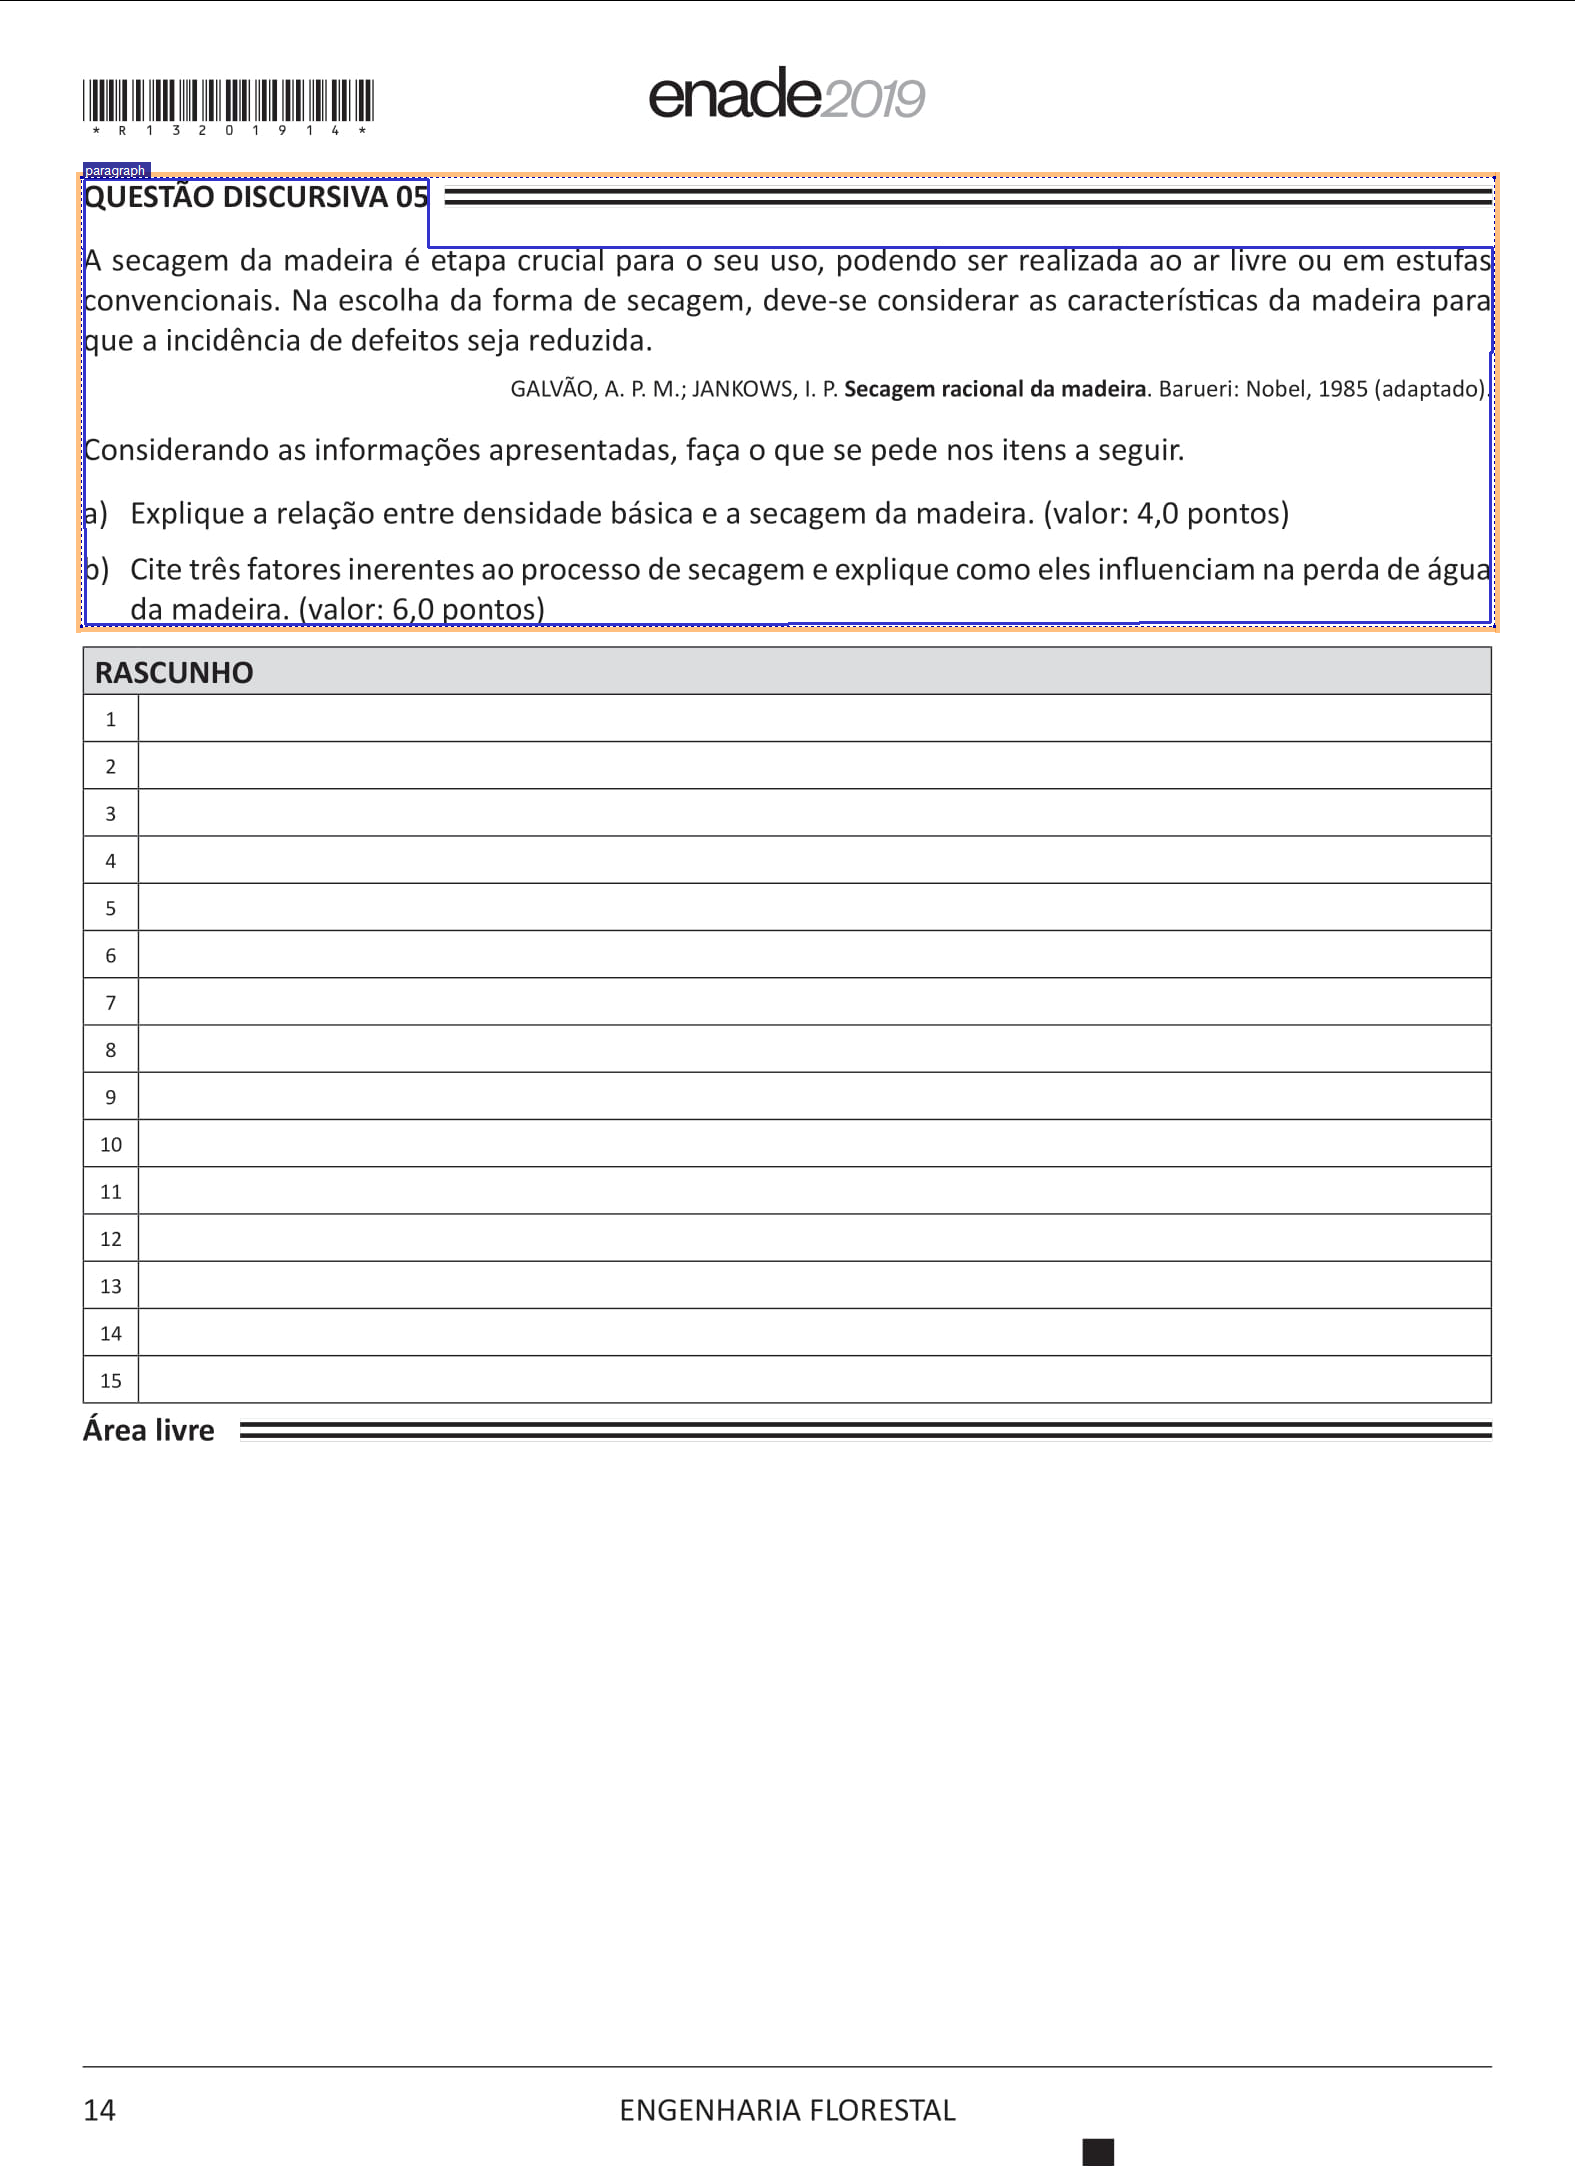 * R 1 3 2 0 1 9 1 4 *
enade2019
paragraph
QUESTÃO DISCURSIVA 05
A secagem da madeira é etapa crucial para o seu uso, podendo ser realizada ao ar livre ou em estufas
convencionais. Na escolha da forma de secagem, deve-se considerar as características da madeira para
que a incidência de defeitos seja reduzida.
GALVÃO, A. P. M.; JANKOWS, I. P. Secagem racional da madeira. Barueri: Nobel, 1985 (adaptado).
Considerando as informações apresentadas, faça o que se pede nos itens a seguir.
a) Explique a relação entre densidade básica e a secagem da madeira. (valor: 4,0 pontos)
b) Cite três fatores inerentes ao processo de secagem e explique como eles influenciam na perda de água
da madeira. (valor: 6,0 pontos)
RASCUNHO
1
2
3
4
5
6
7
8
9
10
11
12
13
14
15
Área livre
14
ENGENHARIA FLORESTAL